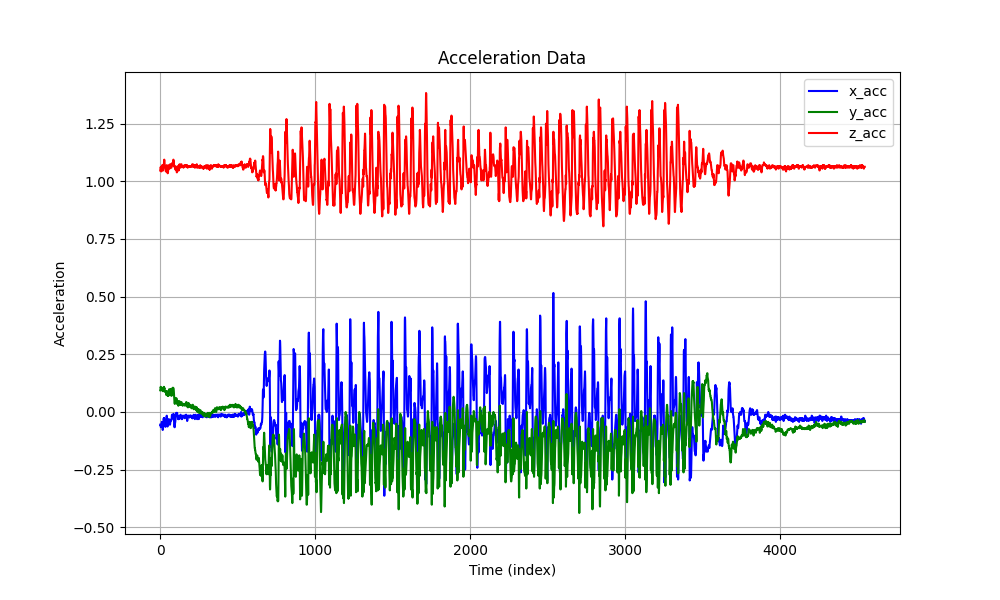 Acceleration Data
x_acc
y_acc
z_acc
Acceleration
1.25
1.00
0.75
0.50
0.25
0.00
−0.25
−0.50
0 1000 2000 3000 4000
Time (index)